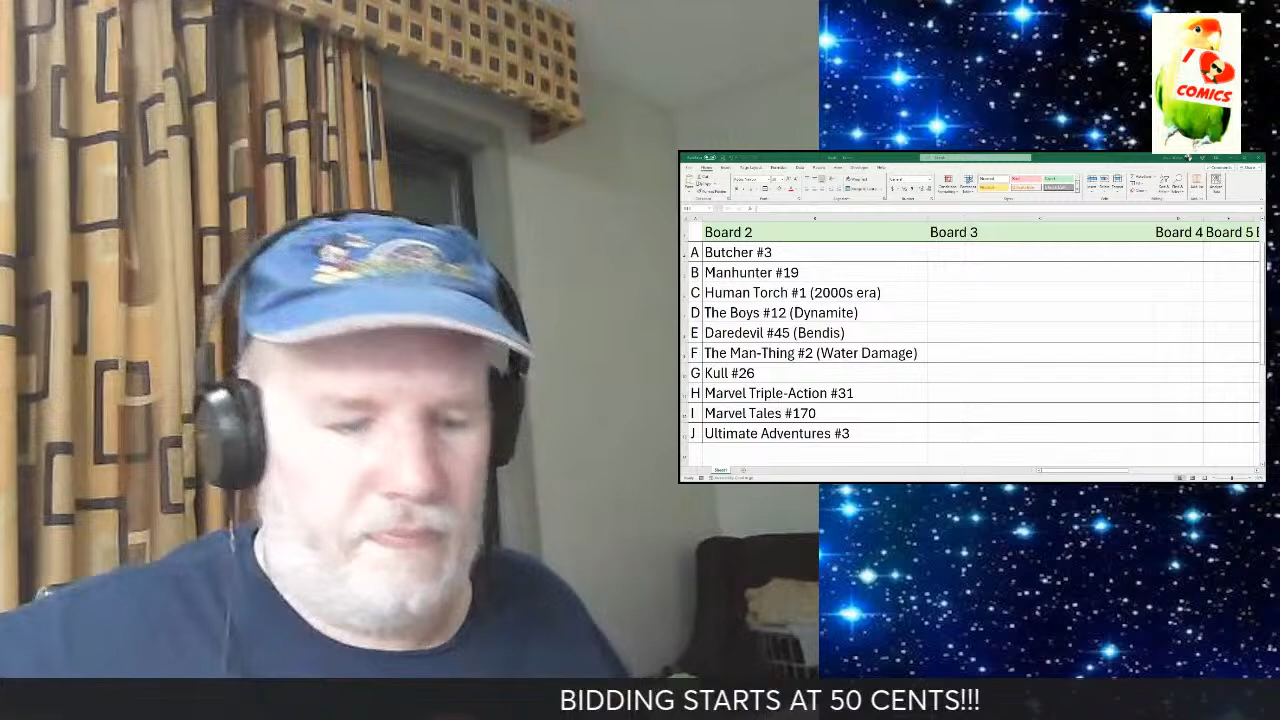 I
COMICS
Board 2 Board 3 Board 4 Board 5
A Butcher #3
B Manhunter #19
C Human Torch #1 (2000s era)
D The Boys #12 (Dynamite)
E Daredevil #45 (Bendis)
F The Man-Thing #2 (Water Damage)
G Kull #26
H Marvel Triple-Action #31
I Marvel Tales #170
J Ultimate Adventures #3
BIDDING STARTS AT 50 CENTS!!!